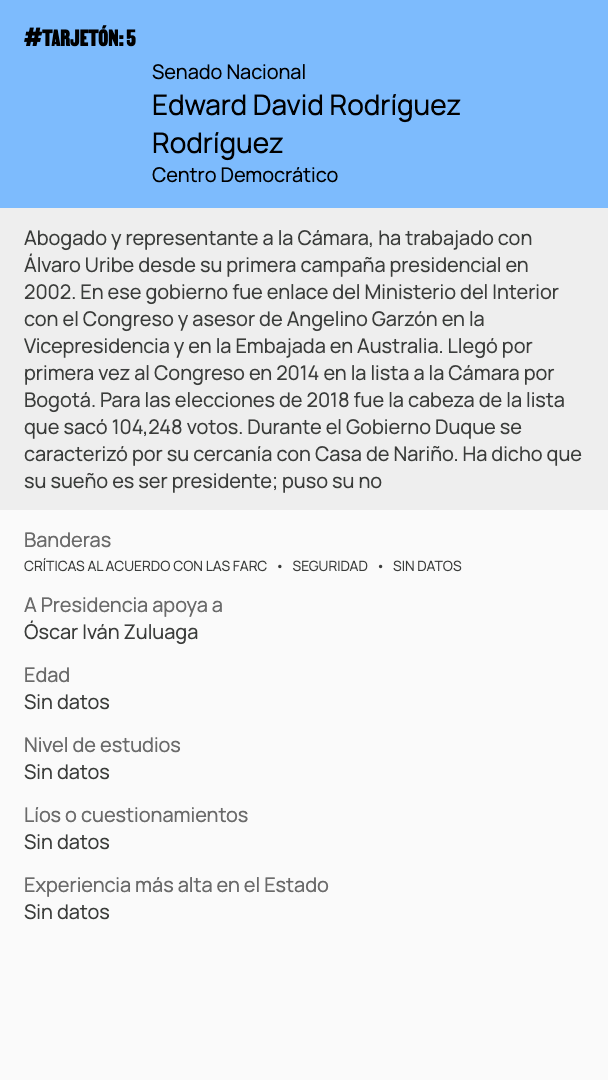 #TARJETÓN: 5
Senado Nacional
Edward David Rodríguez
Rodríguez
Centro Democrático
Abogado y representante a la Cámara, ha trabajado con
Álvaro Uribe desde su primera campaña presidencial en
2002. En ese gobierno fue enlace del Ministerio del Interior
con el Congreso y asesor de Angelino Garzón en la
Vicepresidencia y en la Embajada en Australia. Llegó por
primera vez al Congreso en 2014 en la lista a la Cámara por
Bogotá. Para las elecciones de 2018 fue la cabeza de la lista
que sacó 104,248 votos. Durante el Gobierno Duque se
caracterizó por su cercanía con Casa de Nariño. Ha dicho que
su sueño es ser presidente; puso su no
Banderas
CRÍTICAS AL ACUERDO CON LAS FARC • SEGURIDAD • SIN DATOS
A Presidencia apoya a
Óscar Iván Zuluaga
Edad
Sin datos
Nivel de estudios
Sin datos
Líos o cuestionamientos
Sin datos
Experiencia más alta en el Estado
Sin datos